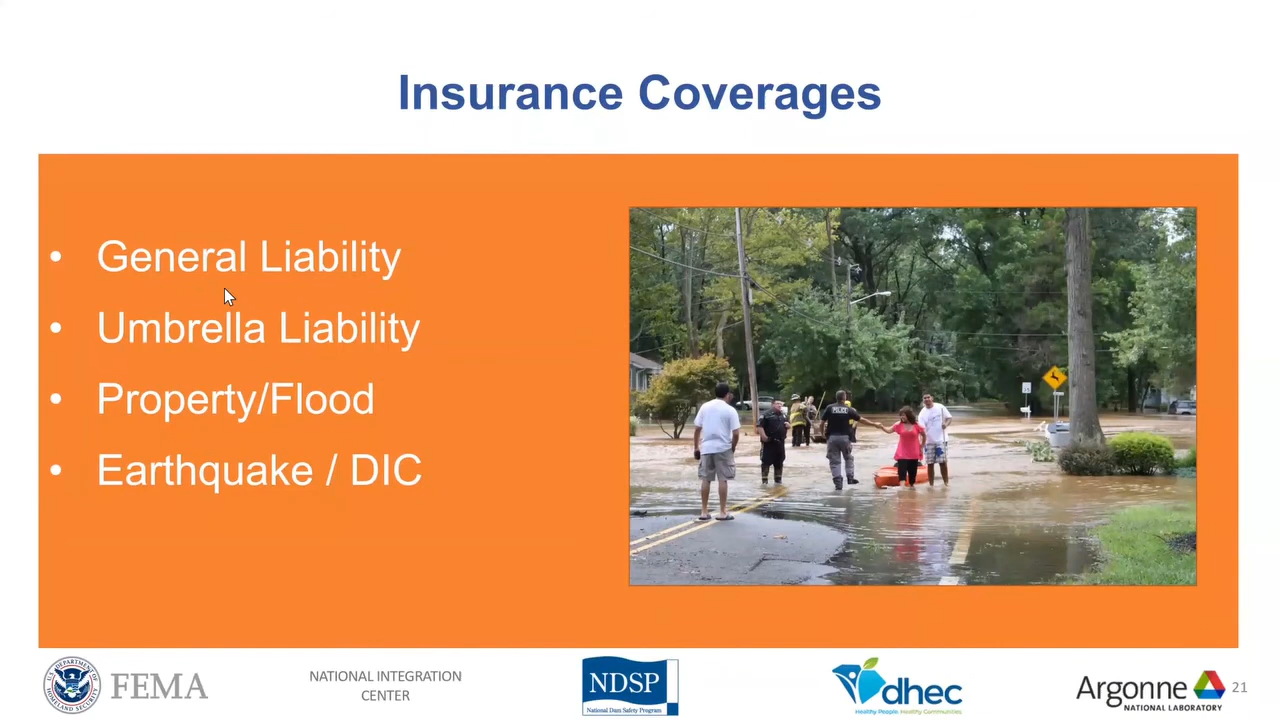 Insurance Coverages
• General Liability
• Umbrella Liability
• Property/Flood
• Earthquake / DIC
POLICE
FEMA
NATIONAL INTEGRATION
CENTER
NDSP
National Dam Safety Program
dhec
Healthy People. Healthy Communities.
Argonne
NATIONAL LABORATORY
21